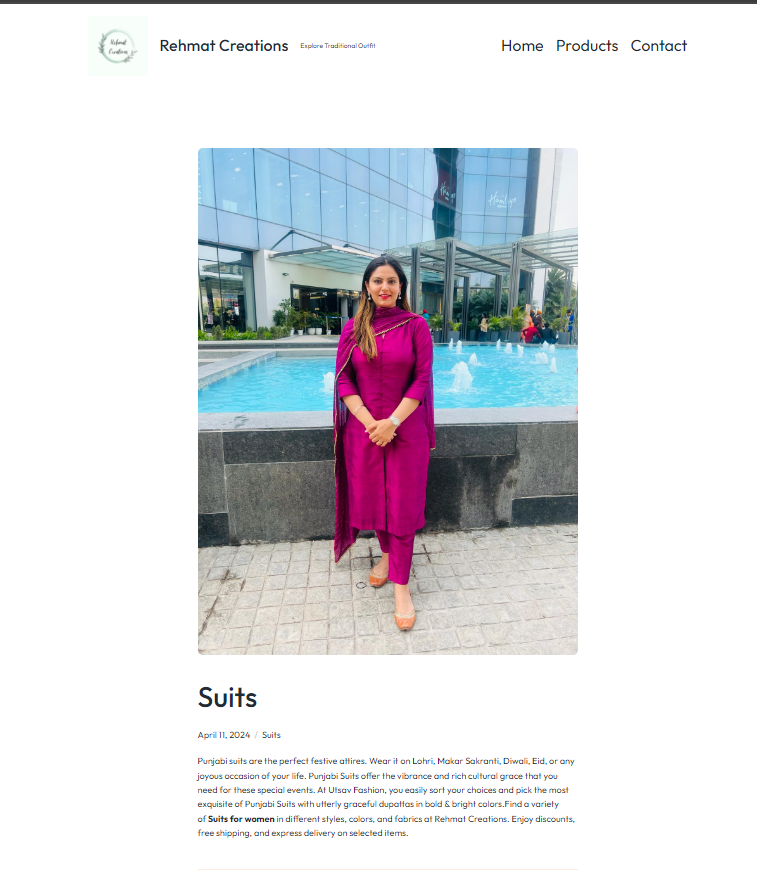 Rehmat
Creations
Rehmat Creations
Explore Traditional Outfit
Home Products Contact
Suits
April 11, 2024 / Suits
Punjabi suits are the perfect festive attires. Wear it on Lohri, Makar Sakranti, Diwali, Eid, or any
joyous occasion of your life. Punjabi Suits offer the vibrance and rich cultural grace that you
need for these special events. At Utsav Fashion, you easily sort your choices and pick the most
exquisite of Punjabi Suits with utterly graceful dupattas in bold & bright colors.Find a variety
of Suits for women in different styles, colors, and fabrics at Rehmat Creations. Enjoy discounts,
free shipping, and express delivery on selected items.